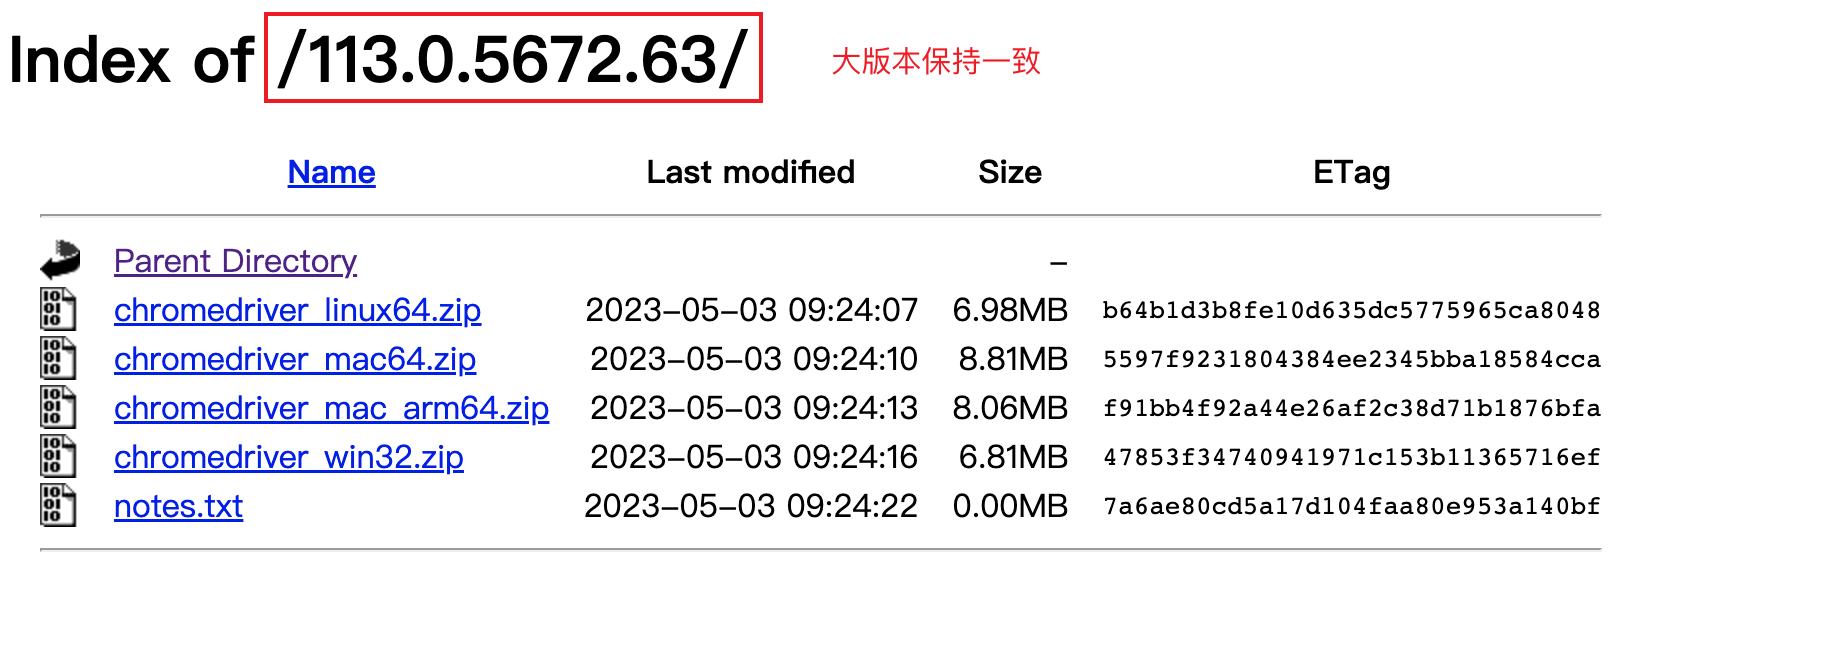 Index of /113.0.5672.63/ 大版本保持一致
Name Last modified Size ETag
Parent Directory –
chromedriver_linux64.zip 2023-05-03 09:24:07 6.98MB b64b1d3b8fe10d635dc5775965ca8048
chromedriver_mac64.zip 2023-05-03 09:24:10 8.81MB 5597f9231804384ee2345bba18584cca
chromedriver_mac_arm64.zip 2023-05-03 09:24:13 8.06MB f91bb4f92a44e26af2c38d71b1876bfa
chromedriver_win32.zip 2023-05-03 09:24:16 6.81MB 47853f34740941971c153b11365716ef
notes.txt 2023-05-03 09:24:22 0.00MB 7a6ae80cd5a17d104faa80e953a140bf